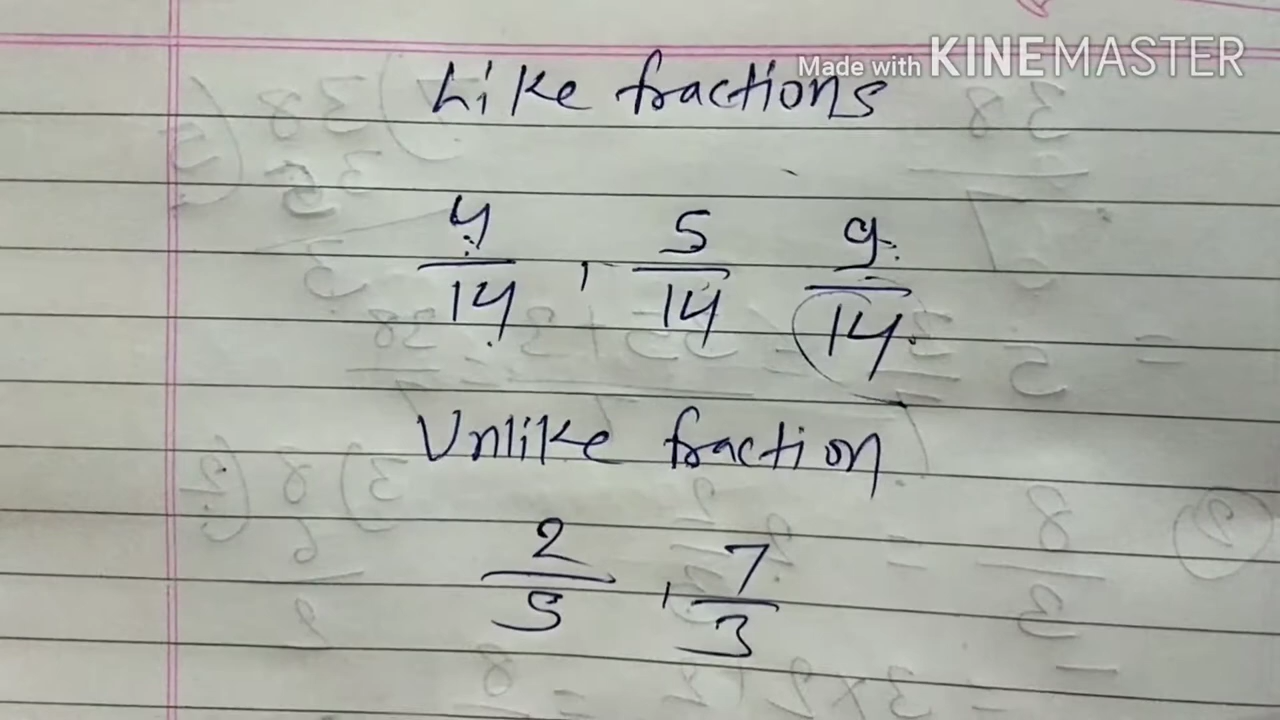 Made with KINEMASTER
Like fractions
4/14 , 5/14 9/14
Unlike fraction
2/5 , 7/3